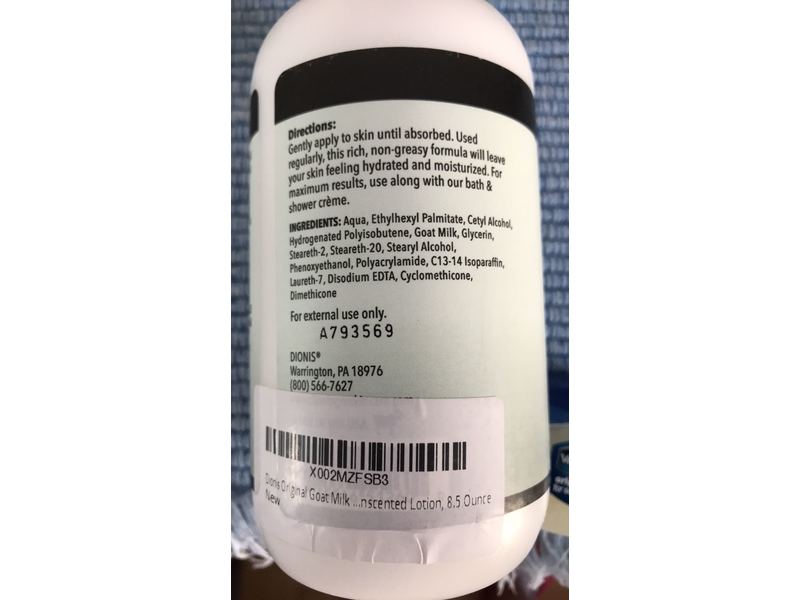 Directions:
Gently apply to skin until absorbed. Used
regularly, this rich, non-greasy formula will leave
your skin feeling hydrated and moisturized. For
maximum results, use along with our bath &
shower crème.
INGREDIENTS: Aqua, Ethylhexyl Palmitate, Cetyl Alcohol,
Hydrogenated Polyisobutene, Goat Milk, Glycerin,
Steareth-2, Steareth-20, Stearyl Alcohol,
Phenoxyethanol, Polyacrylamide, C13-14 Isoparaffin,
Laureth-7, Disodium EDTA, Cyclomethicone,
Dimethicone
For external use only.
A793569
DIONIS®
Warrington, PA 18976
(800) 566-7627
X002MZFSB3
Dionis Original Goat Milk ...nscented Lotion, 8.5 Ounce
New